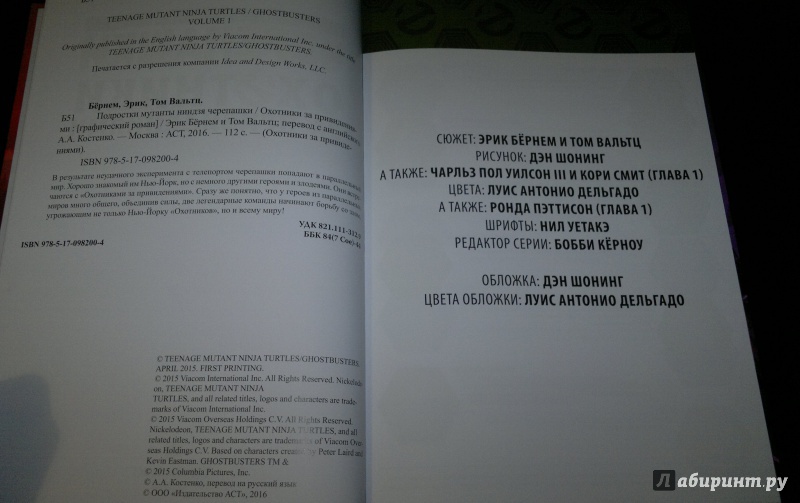 TEENAGE MUTANT NINJA TURTLES / GHOSTBUSTERS
VOLUME 1
Originally published in the English language by Viacom International Inc. under the title
TEENAGE MUTANT NINJA TURTLES/GHOSTBUSTERS.
Печатается с разрешения компании Idea and Design Works, LLC.
Бёрнем, Эрик, Том Вальтц.
Б51 Подростки мутанты ниндзя черепашки / Охотники за привидени-
ями : [графический роман] / Эрик Бёрнем и Том Вальтц; перевод с английского
А.А. Костенко. — Москва : АСТ, 2016. — 112 с. — (Охотники за привиде-
ниями).
ISBN 978-5-17-098200-4
В результате неудачного эксперимента с телепортом черепашки попадают в параллельный
мир. Хорошо знакомый им Нью-Йорк, но с немного другими героями и злодеями. Они
чаются с «Охотниками за привидениями». Сразу же понятно, что у героев из параллельных
миров много общего, объединив силы, две легендарные команды начинают борьбу со
угрожающим не только Нью-Йорку «Охотников», но и всему миру!
УДК 821.111-312.9
ББК 84(7 Сое)-44
ISBN 978-5-17-098200-4
© TEENAGE MUTANT NINJA TURTLES/GHOSTBUSTERS
APRIL 2015. FIRST PRINTING.
© 2015 Viacom International Inc. All Rights Reserved. Nickelode-
on, TEENAGE MUTANT NINJA
TURTLES, and all related titles, logos and characters are trade-
marks of Viacom International Inc.
© 2015 Viacom Overseas Holdings C.V. All Rights Reserved.
Nickelodeon, TEENAGE MUTANT NINJA TURTLES, and all
related titles, logos and characters are trademarks of Viacom Over-
seas Holdings C.V. Based on characters created by Peter Laird and
Kevin Eastman. GHOSTBUSTERS TM &
© 2015 Columbia Pictures, Inc.
© А.А. Костенко, перевод на русский язык
© ООО «Издательство АСТ», 2016
СЮЖЕТ: ЭРИК БЁРНЕМ И ТОМ ВАЛЬТЦ
РИСУНОК: ДЭН ШОНИНГ
А ТАКЖЕ: ЧАРЛЬЗ ПОЛ УИЛСОН III И КОРИ СМИТ (ГЛАВА 1)
ЦВЕТА: ЛУИС АНТОНИО ДЕЛЬГАДО
А ТАКЖЕ: РОНДА ПЭТТИСОН (ГЛАВА 1)
ШРИФТЫ: НИЛ УЕТАКЭ
РЕДАКТОР СЕРИИ: БОББИ КЁРНОУ
ОБЛОЖКА: ДЭН ШОНИНГ
ЦВЕТА ОБЛОЖКИ: ЛУИС АНТОНИО ДЕЛЬГАДО
Лабиринт.ру